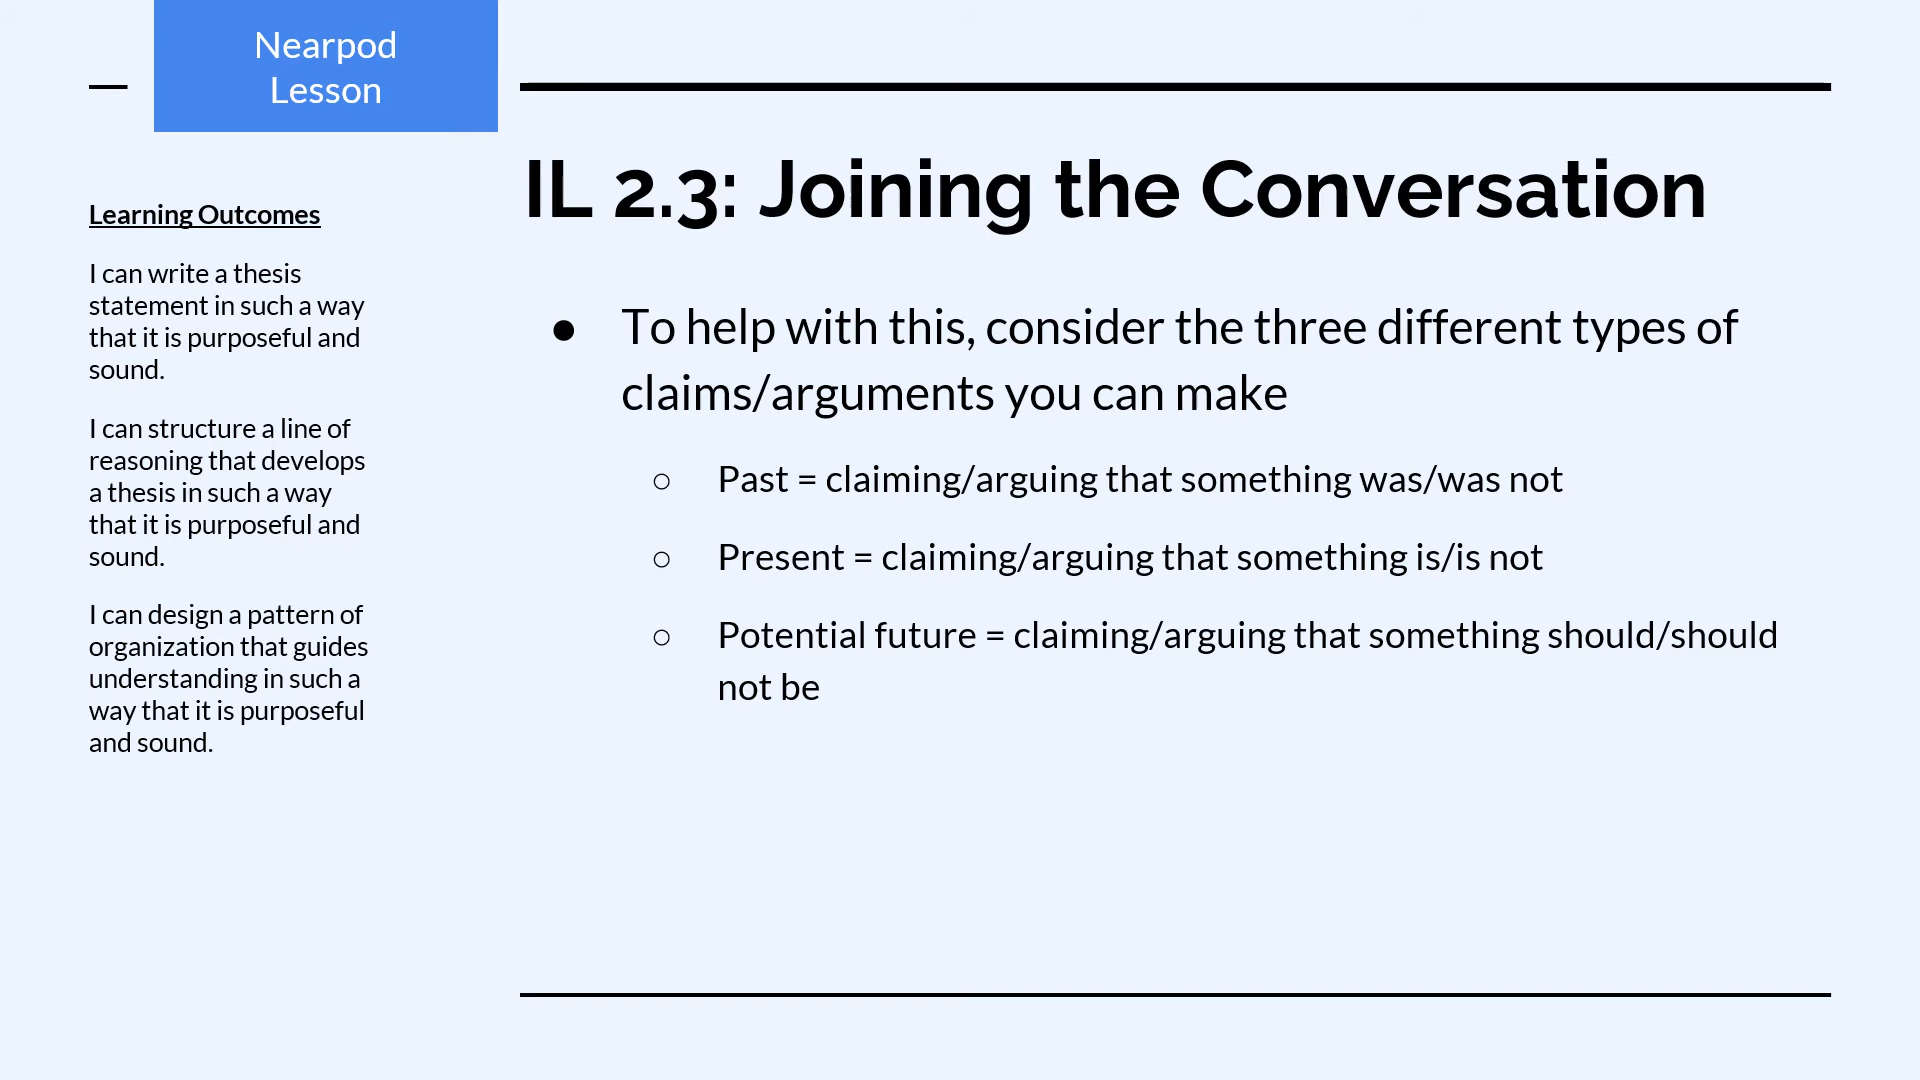 Nearpod
Lesson
IL 2.3: Joining the Conversation
Learning Outcomes
I can write a thesis
statement in such a way
that it is purposeful and
sound.
I can structure a line of
reasoning that develops
a thesis in such a way
that it is purposeful and
sound.
I can design a pattern of
organization that guides
understanding in such a
way that it is purposeful
and sound.
● To help with this, consider the three different types of
claims/arguments you can make
○ Past = claiming/arguing that something was/was not
○ Present = claiming/arguing that something is/is not
○ Potential future = claiming/arguing that something should/should
not be